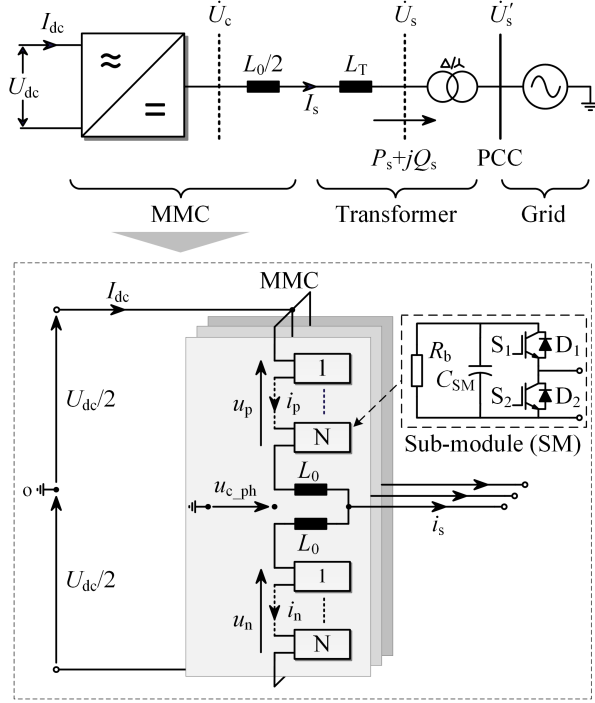 I_dc
U̇_c
U̇_s
U̇_s′
≈
=
U_dc
L_0/2
L_T
Δ/Y
I_s
P_s+jQ_s
PCC
MMC
Transformer
Grid
I_dc
MMC
1
R_b
C_SM
S_1
D_1
S_2
D_2
U_dc/2
u_p
i_p
N
Sub-module (SM)
L_0
o
u_c_ph
i_s
L_0
U_dc/2
1
u_n
i_n
N